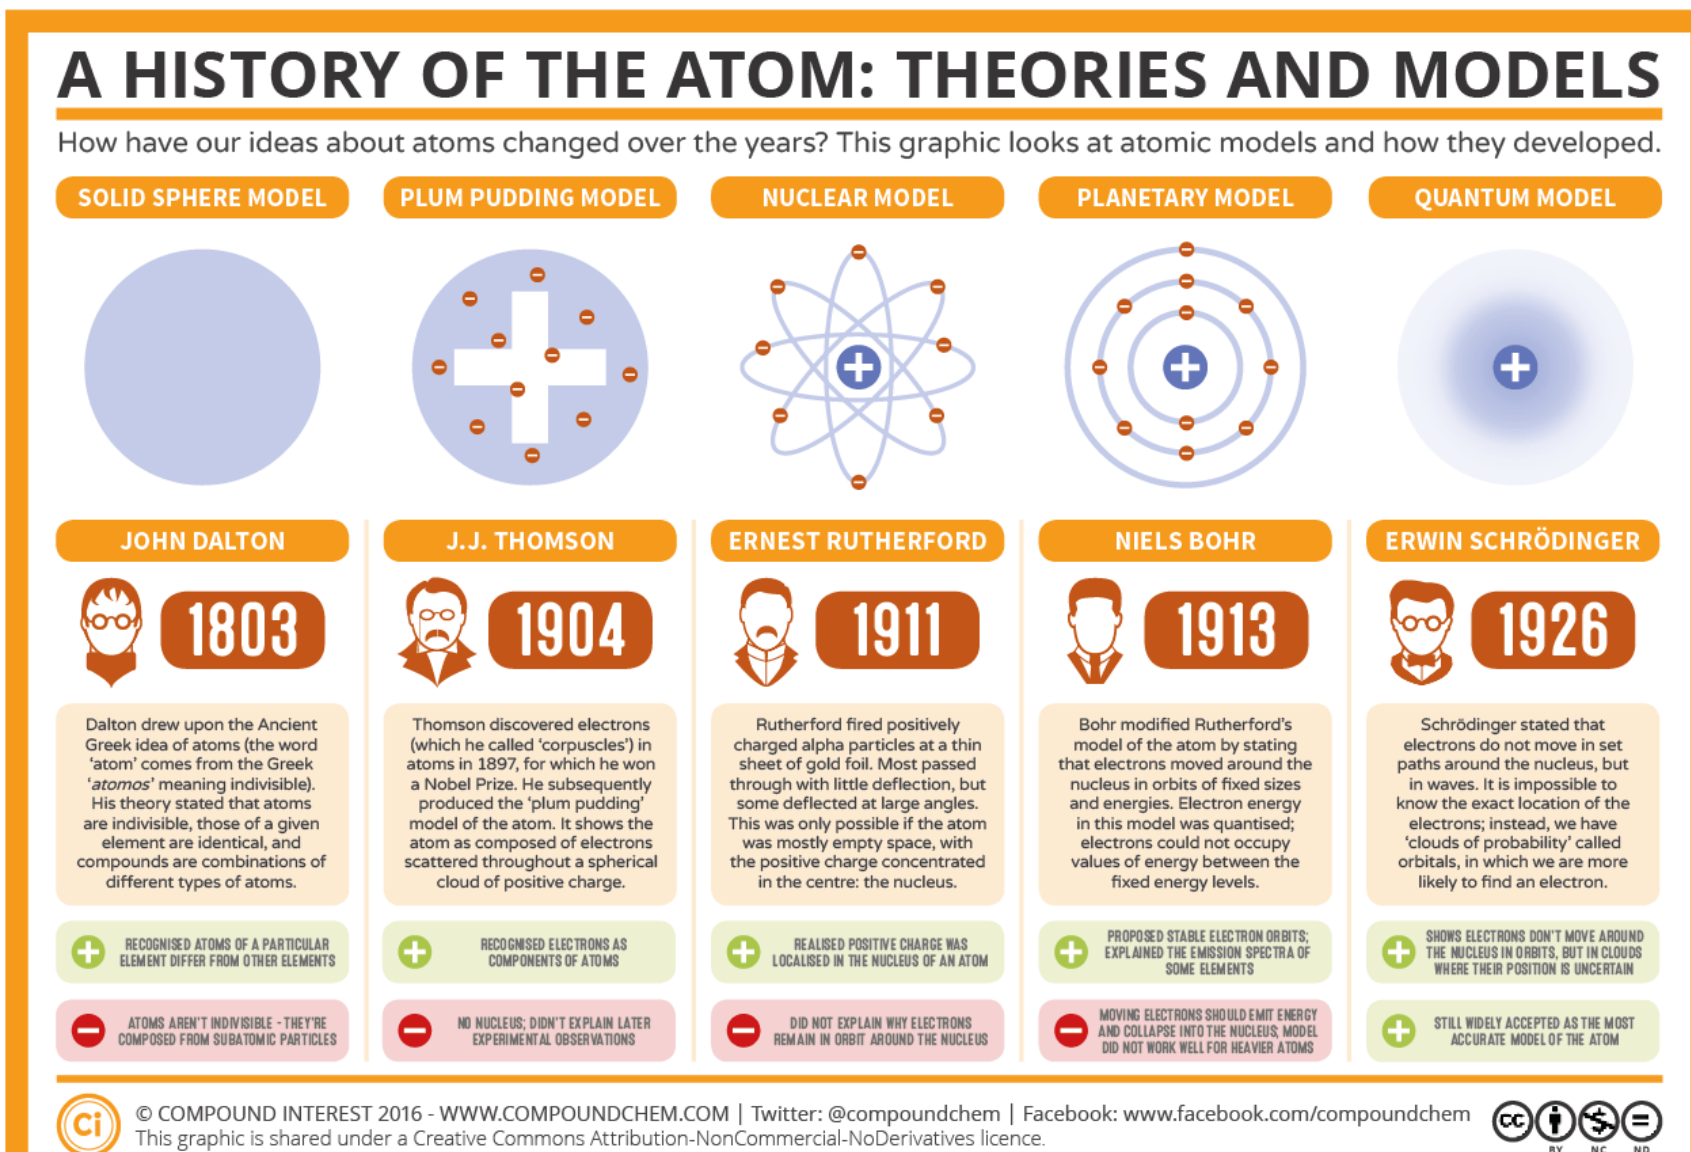 A HISTORY OF THE ATOM: THEORIES AND MODELS
How have our ideas about atoms changed over the years? This graphic looks at atomic models and how they developed.
SOLID SPHERE MODEL
PLUM PUDDING MODEL
NUCLEAR MODEL
PLANETARY MODEL
QUANTUM MODEL
JOHN DALTON
1803
Dalton drew upon the Ancient
Greek idea of atoms (the word
‘atom’ comes from the Greek
‘atomos’ meaning indivisible).
His theory stated that atoms
are indivisible, those of a given
element are identical, and
compounds are combinations of
different types of atoms.
RECOGNISED ATOMS OF A PARTICULAR
ELEMENT DIFFER FROM OTHER ELEMENTS
ATOMS AREN’T INDIVISIBLE - THEY’RE
COMPOSED FROM SUBATOMIC PARTICLES
J.J. THOMSON
1904
Thomson discovered electrons
(which he called ‘corpuscles’) in
atoms in 1897, for which he won
a Nobel Prize. He subsequently
produced the ‘plum pudding’
model of the atom. It shows the
atom as composed of electrons
scattered throughout a spherical
cloud of positive charge.
RECOGNISED ELECTRONS AS
COMPONENTS OF ATOMS
NO NUCLEUS; DIDN’T EXPLAIN LATER
EXPERIMENTAL OBSERVATIONS
ERNEST RUTHERFORD
1911
Rutherford fired positively
charged alpha particles at a thin
sheet of gold foil. Most passed
through with little deflection, but
some deflected at large angles.
This was only possible if the atom
was mostly empty space, with
the positive charge concentrated
in the centre: the nucleus.
REALISED POSITIVE CHARGE WAS
LOCALISED IN THE NUCLEUS OF AN ATOM
DID NOT EXPLAIN WHY ELECTRONS
REMAIN IN ORBIT AROUND THE NUCLEUS
NIELS BOHR
1913
Bohr modified Rutherford’s
model of the atom by stating
that electrons moved around the
nucleus in orbits of fixed sizes
and energies. Electron energy
in this model was quantised;
electrons could not occupy
values of energy between the
fixed energy levels.
PROPOSED STABLE ELECTRON ORBITS;
EXPLAINED THE EMISSION SPECTRA OF
SOME ELEMENTS
MOVING ELECTRONS SHOULD EMIT ENERGY
AND COLLAPSE INTO THE NUCLEUS; MODEL
DID NOT WORK WELL FOR HEAVIER ATOMS
ERWIN SCHRÖDINGER
1926
Schrödinger stated that
electrons do not move in set
paths around the nucleus, but
in waves. It is impossible to
know the exact location of the
electrons; instead, we have
‘clouds of probability’ called
orbitals, in which we are more
likely to find an electron.
SHOWS ELECTRONS DON’T MOVE AROUND
THE NUCLEUS IN ORBITS, BUT IN CLOUDS
WHERE THEIR POSITION IS UNCERTAIN
STILL WIDELY ACCEPTED AS THE MOST
ACCURATE MODEL OF THE ATOM
Ci
© COMPOUND INTEREST 2016 - WWW.COMPOUNDCHEM.COM | Twitter: @compoundchem | Facebook: www.facebook.com/compoundchem
This graphic is shared under a Creative Commons Attribution-NonCommercial-NoDerivatives licence.
cc
BY NC ND